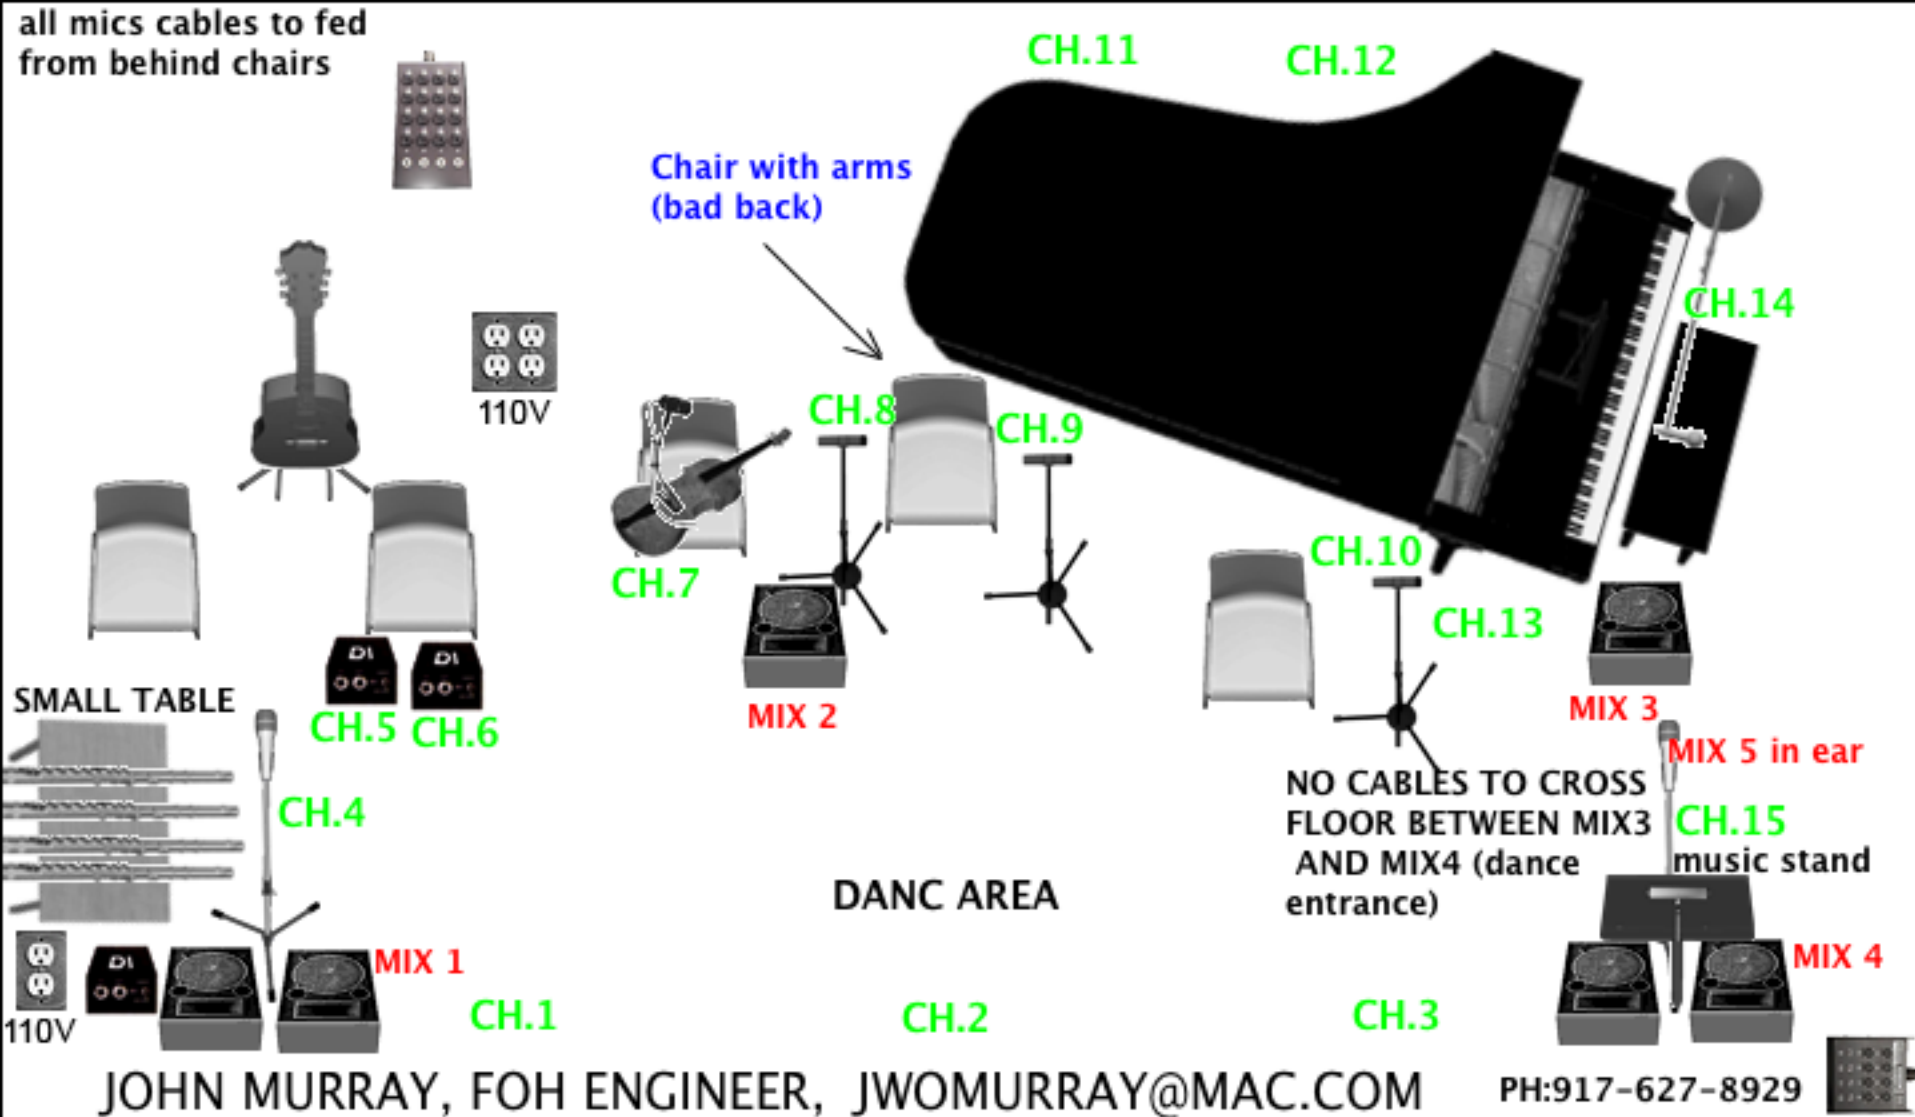 all mics cables to fed
from behind chairs
CH.11
CH.12
Chair with arms
(bad back)
CH.14
110V
CH.8
CH.9
CH.7
CH.10
CH.13
DI
DI
SMALL TABLE
CH.5
CH.6
MIX 2
MIX 3
MIX 5 in ear
CH.4
NO CABLES TO CROSS
FLOOR BETWEEN MIX3
AND MIX4 (dance
entrance)
CH.15
music stand
DANC AREA
DI
MIX 1
MIX 4
110V
CH.1
CH.2
CH.3
JOHN MURRAY, FOH ENGINEER, JWOMURRAY@MAC.COM
PH:917-627-8929